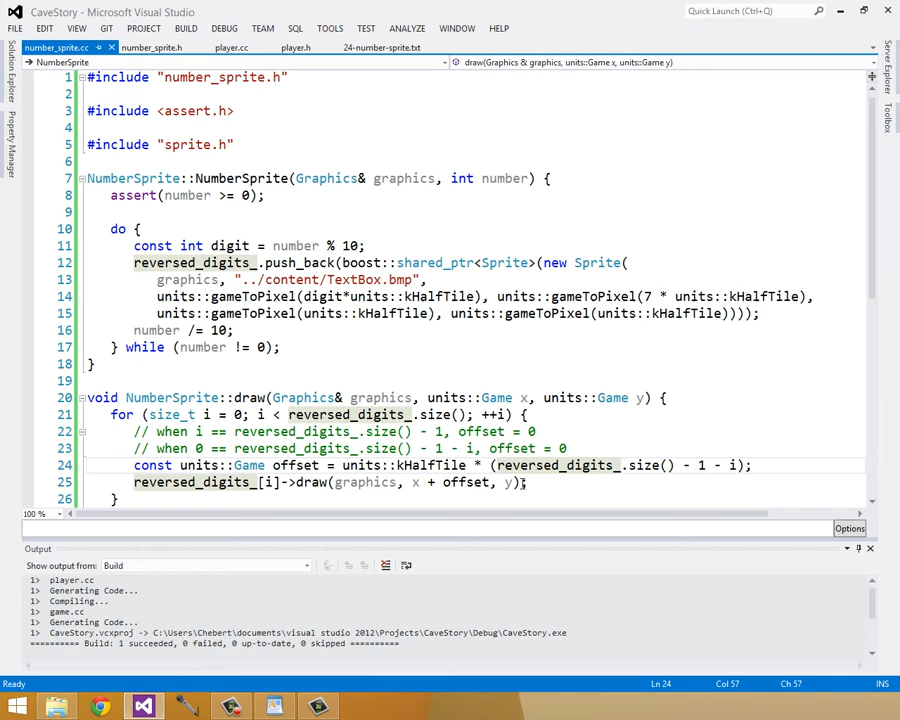 CaveStory - Microsoft Visual Studio
Quick Launch (Ctrl+Q)
FILE EDIT VIEW GIT PROJECT BUILD DEBUG TEAM SQL TOOLS TEST ANALYZE WINDOW HELP
number_sprite.cc number_sprite.h player.cc player.h 24-number-sprite.txt
NumberSprite draw(Graphics & graphics, units::Game x, units::Game y)
Solution Explorer
Property Manager
Server Explorer
Toolbox
1 #include "number_sprite.h"
2
3 #include <assert.h>
4
5 #include "sprite.h"
6
7 NumberSprite::NumberSprite(Graphics& graphics, int number) {
8 assert(number >= 0);
9
10 do {
11 const int digit = number % 10;
12 reversed_digits_.push_back(boost::shared_ptr<Sprite>(new Sprite(
13 graphics, "../content/TextBox.bmp",
14 units::gameToPixel(digit*units::kHalfTile), units::gameToPixel(7 * units::kHalfTile),
15 units::gameToPixel(units::kHalfTile), units::gameToPixel(units::kHalfTile))));
16 number /= 10;
17 } while (number != 0);
18 }
19
20 void NumberSprite::draw(Graphics& graphics, units::Game x, units::Game y) {
21 for (size_t i = 0; i < reversed_digits_.size(); ++i) {
22 // when i == reversed_digits_.size() - 1, offset = 0
23 // when 0 == reversed_digits_.size() - 1 - i, offset = 0
24 const units::Game offset = units::kHalfTile * (reversed_digits_.size() - 1 - i);
25 reversed_digits_[i]->draw(graphics, x + offset, y);
26 }
100 %
Options
Output
Show output from: Build
1> player.cc
1> Generating Code...
1> Compiling...
1> game.cc
1> Generating Code...
1> CaveStory.vcxproj -> C:\Users\Chebert\documents\visual studio 2012\Projects\CaveStory\Debug\CaveStory.exe
========== Build: 1 succeeded, 0 failed, 0 up-to-date, 0 skipped ==========
Ready Ln 24 Col 57 Ch 57 INS